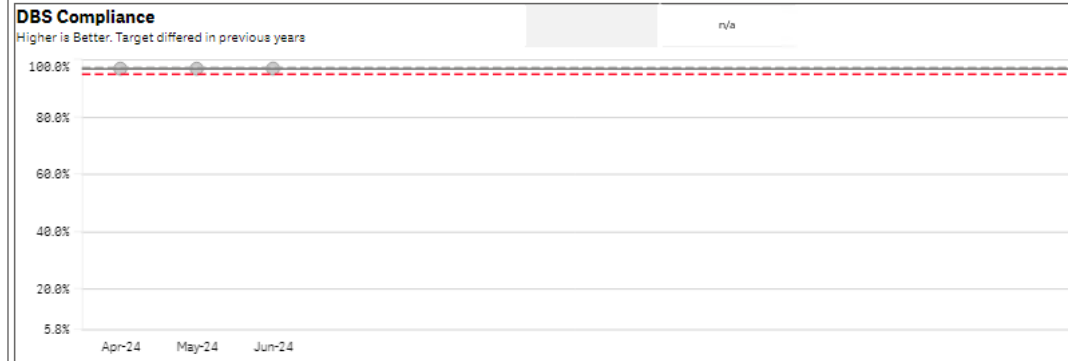 DBS Compliance
n/a
Higher is Better. Target differed in previous years
100.0%
80.0%
60.0%
40.0%
20.0%
5.8%
Apr-24 May-24 Jun-24